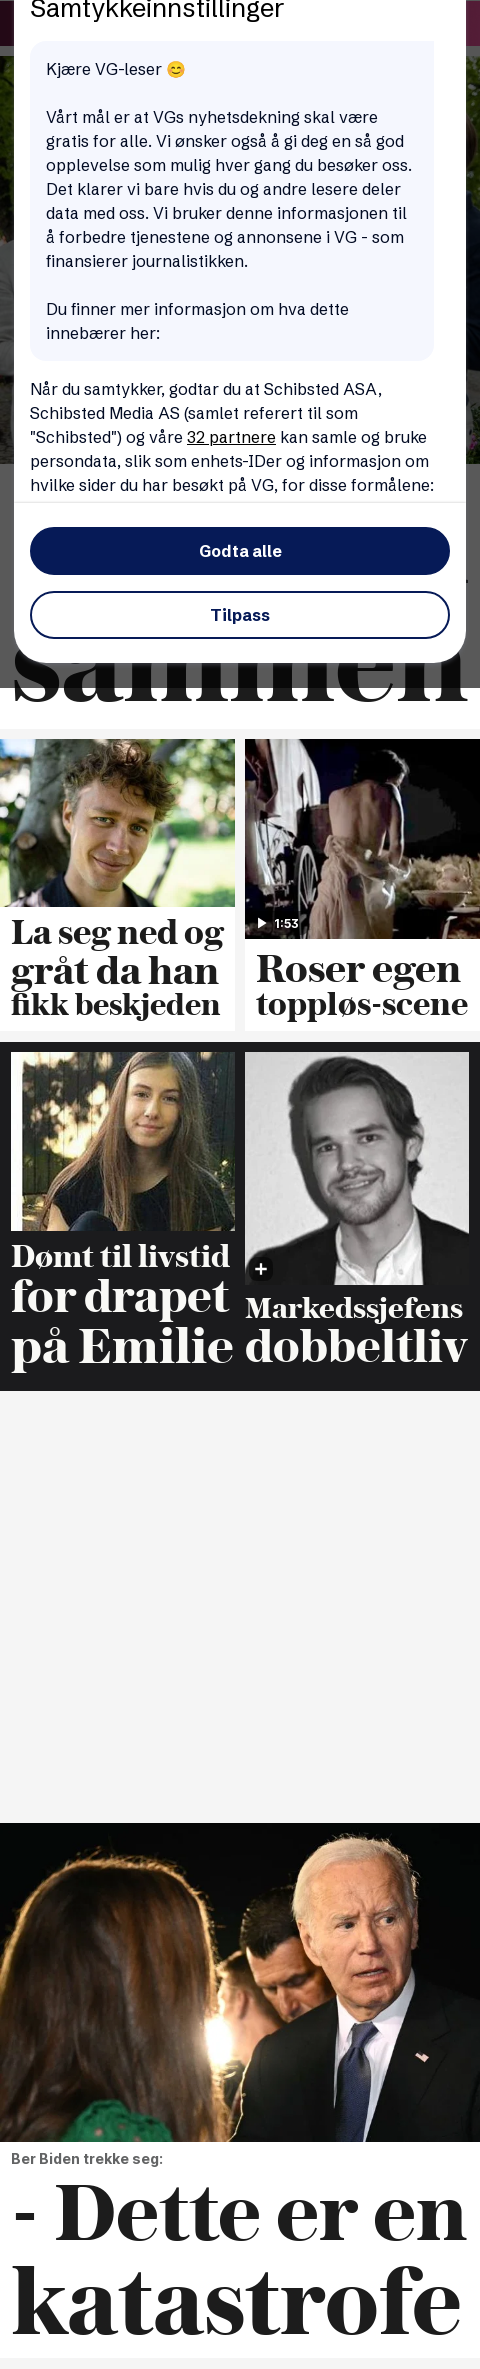 Samtykkeinnstillinger
Kjære VG-leser 😊
Vårt mål er at VGs nyhetsdekning skal være
gratis for alle. Vi ønsker også å gi deg en så god
opplevelse som mulig hver gang du besøker oss.
Det klarer vi bare hvis du og andre lesere deler
data med oss. Vi bruker denne informasjonen til
å forbedre tjenestene og annonsene i VG - som
finansierer journalistikken.
Du finner mer informasjon om hva dette
innebærer her:
Når du samtykker, godtar du at Schibsted ASA,
Schibsted Media AS (samlet referert til som
"Schibsted") og våre 32 partnere kan samle og bruke
persondata, slik som enhets-IDer og informasjon om
hvilke sider du har besøkt på VG, for disse formålene:
Godta alle
Tilpass
sammen
La seg ned og
gråt da han
fikk beskjeden
1:53
Roser egen
toppløs-scene
Dømt til livstid
for drapet
på Emilie
Markedssjefens
dobbeltliv
Ber Biden trekke seg:
- Dette er en
katastrofe